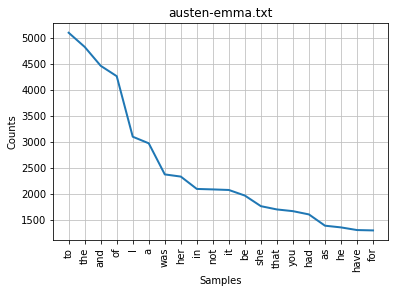 austen-emma.txt
Counts
5000
4500
4000
3500
3000
2500
2000
1500
to the and of I a was her in not it be she that you had as he have for
Samples